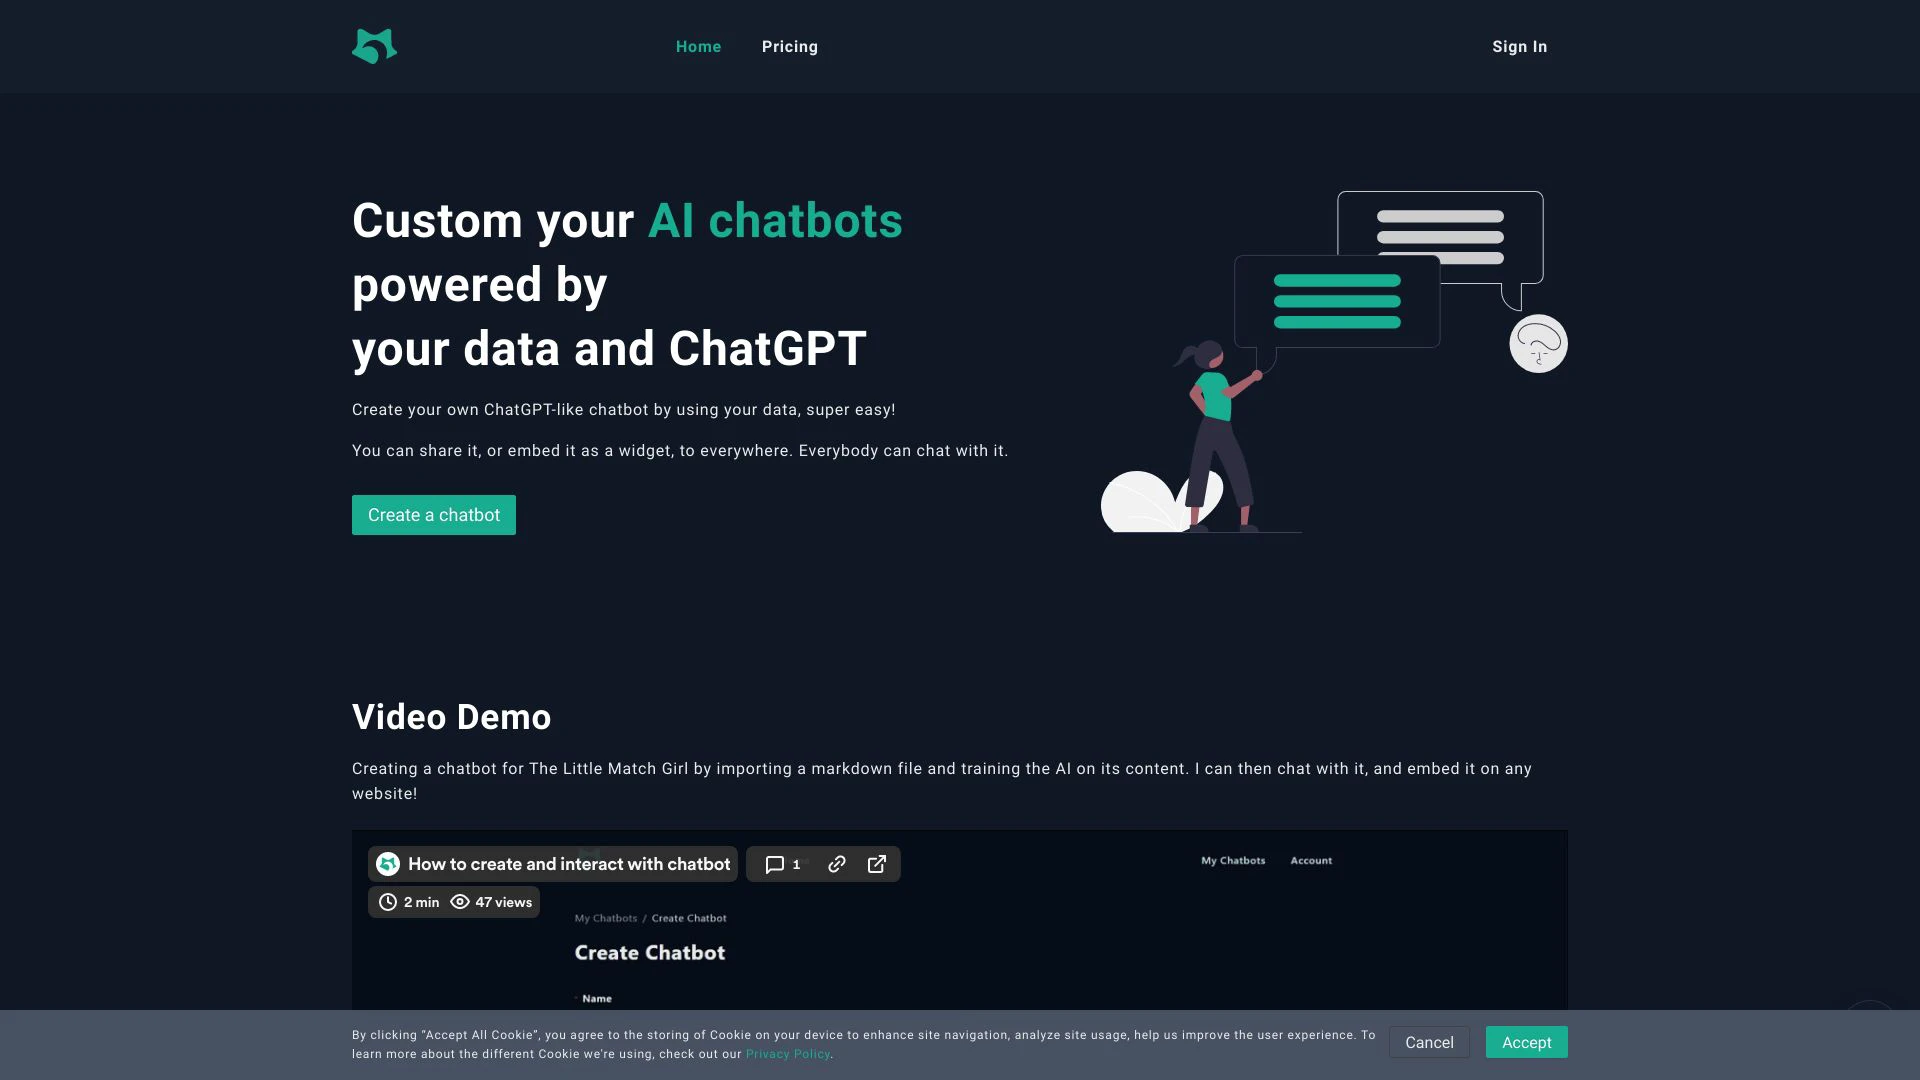 Home
Pricing
Sign In
Custom your AI chatbots
powered by
your data and ChatGPT
Create your own ChatGPT-like chatbot by using your data, super easy!
You can share it, or embed it as a widget, to everywhere. Everybody can chat with it.
Create a chatbot
Video Demo
Creating a chatbot for The Little Match Girl by importing a markdown file and training the AI on its content. I can then chat with it, and embed it on any
website!
How to create and interact with chatbot
1
My Chatbots
Account
2 min
47 views
My Chatbots / Create Chatbot
Create Chatbot
Name
By clicking “Accept All Cookie”, you agree to the storing of Cookie on your device to enhance site navigation, analyze site usage, help us improve the user experience. To
learn more about the different Cookie we're using, check out our Privacy Policy.
Cancel
Accept